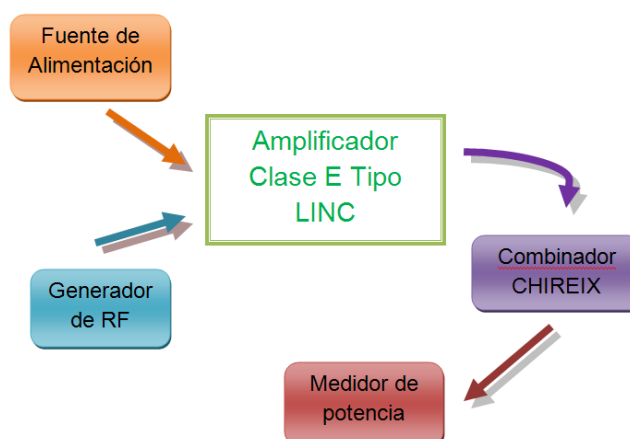 Fuente de
Alimentación
Amplificador
Clase E Tipo
LINC
Generador
de RF
Combinador
CHIREIX
Medidor de
potencia